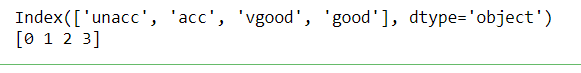 Index(['unacc', 'acc', 'vgood', 'good'], dtype='object')
[0 1 2 3]